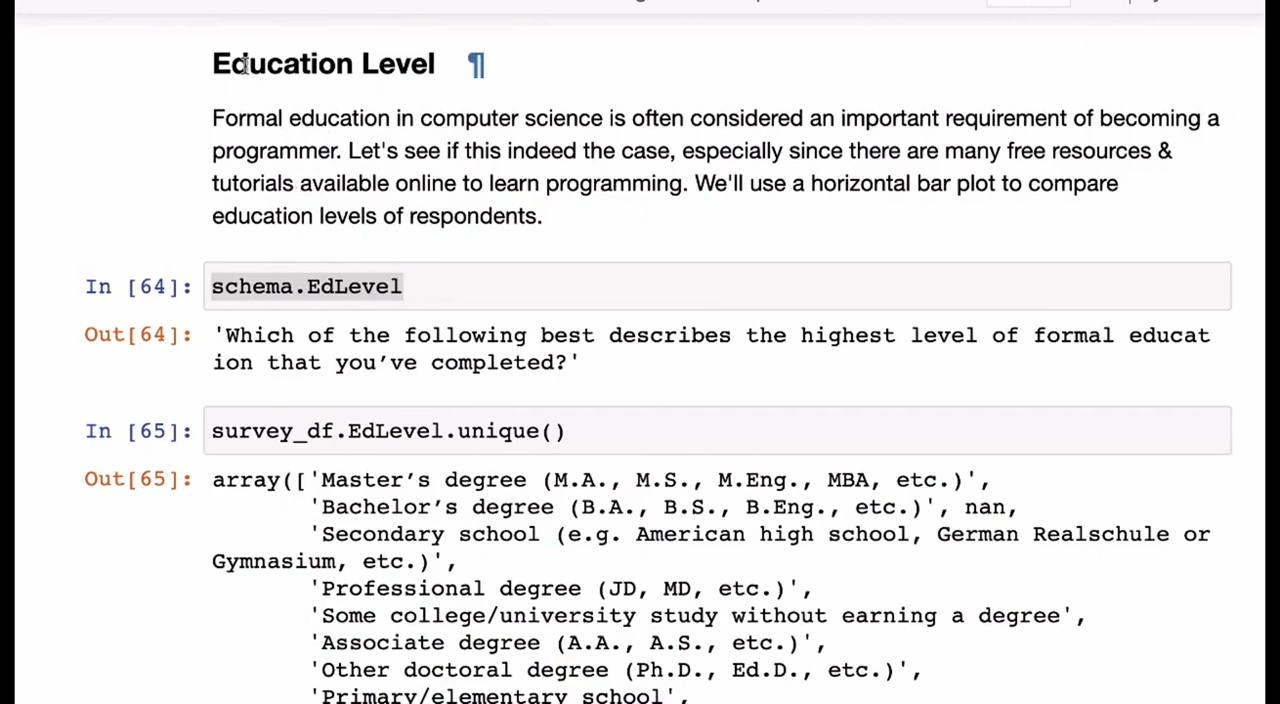 Education Level ¶
Formal education in computer science is often considered an important requirement of becoming a
programmer. Let's see if this indeed the case, especially since there are many free resources &
tutorials available online to learn programming. We'll use a horizontal bar plot to compare
education levels of respondents.
In [64]: schema.EdLevel
Out[64]: 'Which of the following best describes the highest level of formal educat
ion that you’ve completed?'
In [65]: survey_df.EdLevel.unique()
Out[65]: array(['Master’s degree (M.A., M.S., M.Eng., MBA, etc.)',
'Bachelor’s degree (B.A., B.S., B.Eng., etc.)', nan,
'Secondary school (e.g. American high school, German Realschule or
Gymnasium, etc.)',
'Professional degree (JD, MD, etc.)',
'Some college/university study without earning a degree',
'Associate degree (A.A., A.S., etc.)',
'Other doctoral degree (Ph.D., Ed.D., etc.)',
'Primary/elementary school',